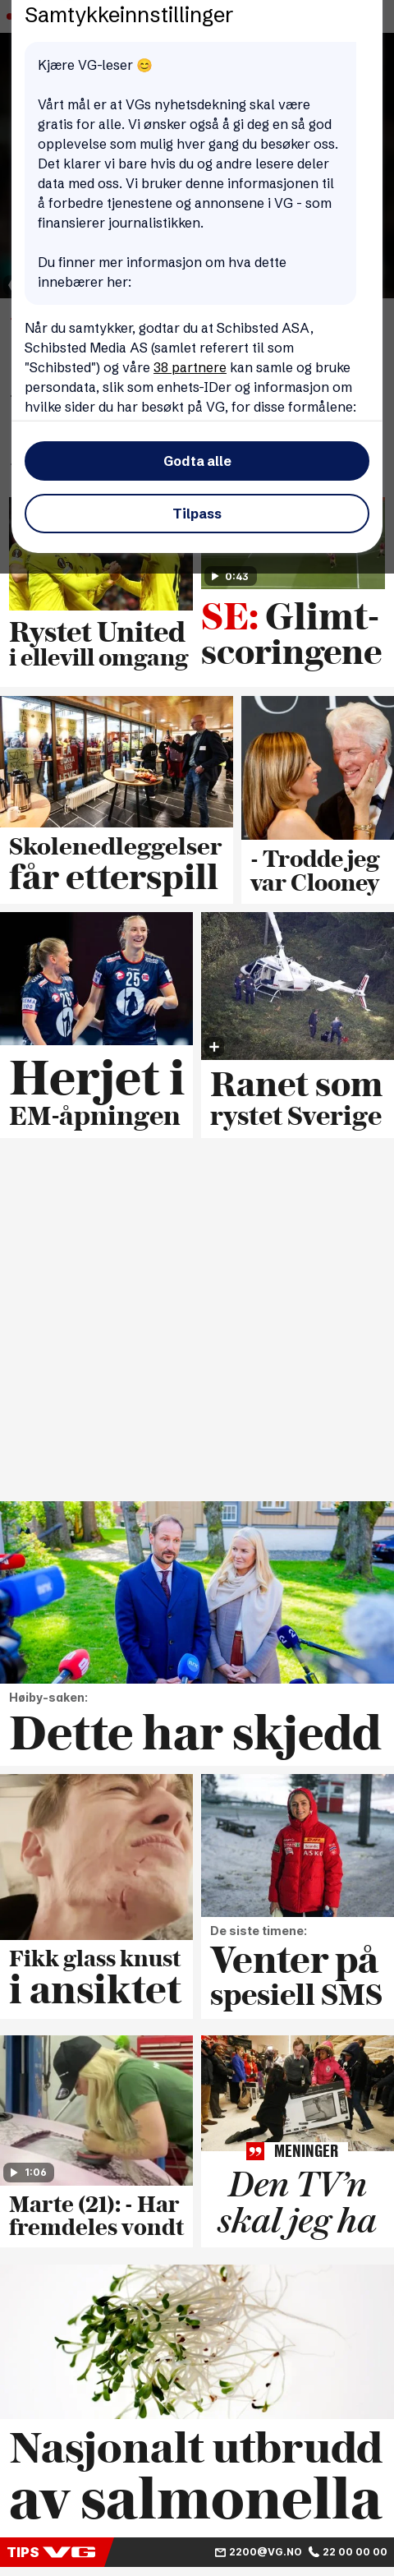 Samtykkeinnstillinger
Kjære VG-leser 😊
Vårt mål er at VGs nyhetsdekning skal være
gratis for alle. Vi ønsker også å gi deg en så god
opplevelse som mulig hver gang du besøker oss.
Det klarer vi bare hvis du og andre lesere deler
data med oss. Vi bruker denne informasjonen til
å forbedre tjenestene og annonsene i VG - som
finansierer journalistikken.
Du finner mer informasjon om hva dette
innebærer her:
Når du samtykker, godtar du at Schibsted ASA,
Schibsted Media AS (samlet referert til som
"Schibsted") og våre 38 partnere kan samle og bruke
persondata, slik som enhets-IDer og informasjon om
hvilke sider du har besøkt på VG, for disse formålene:
Godta alle
Tilpass
0:43
Rystet United
i ellevill omgang
SE: Glimt-
scoringene
Skolenedleggelser
får etterspill
- Trodde jeg
var Clooney
25
25
Herjet i
EM-åpningen
Ranet som
rystet Sverige
Høiby-saken:
Dette har skjedd
Fikk glass knust
i ansiktet
De siste timene:
Venter på
spesiell SMS
1:06
Marte (21): - Har
fremdeles vondt
MENINGER
Den TV'n
skal jeg ha
Nasjonalt utbrudd
av salmonella
TIPS VG
2200@VG.NO 22 00 00 00